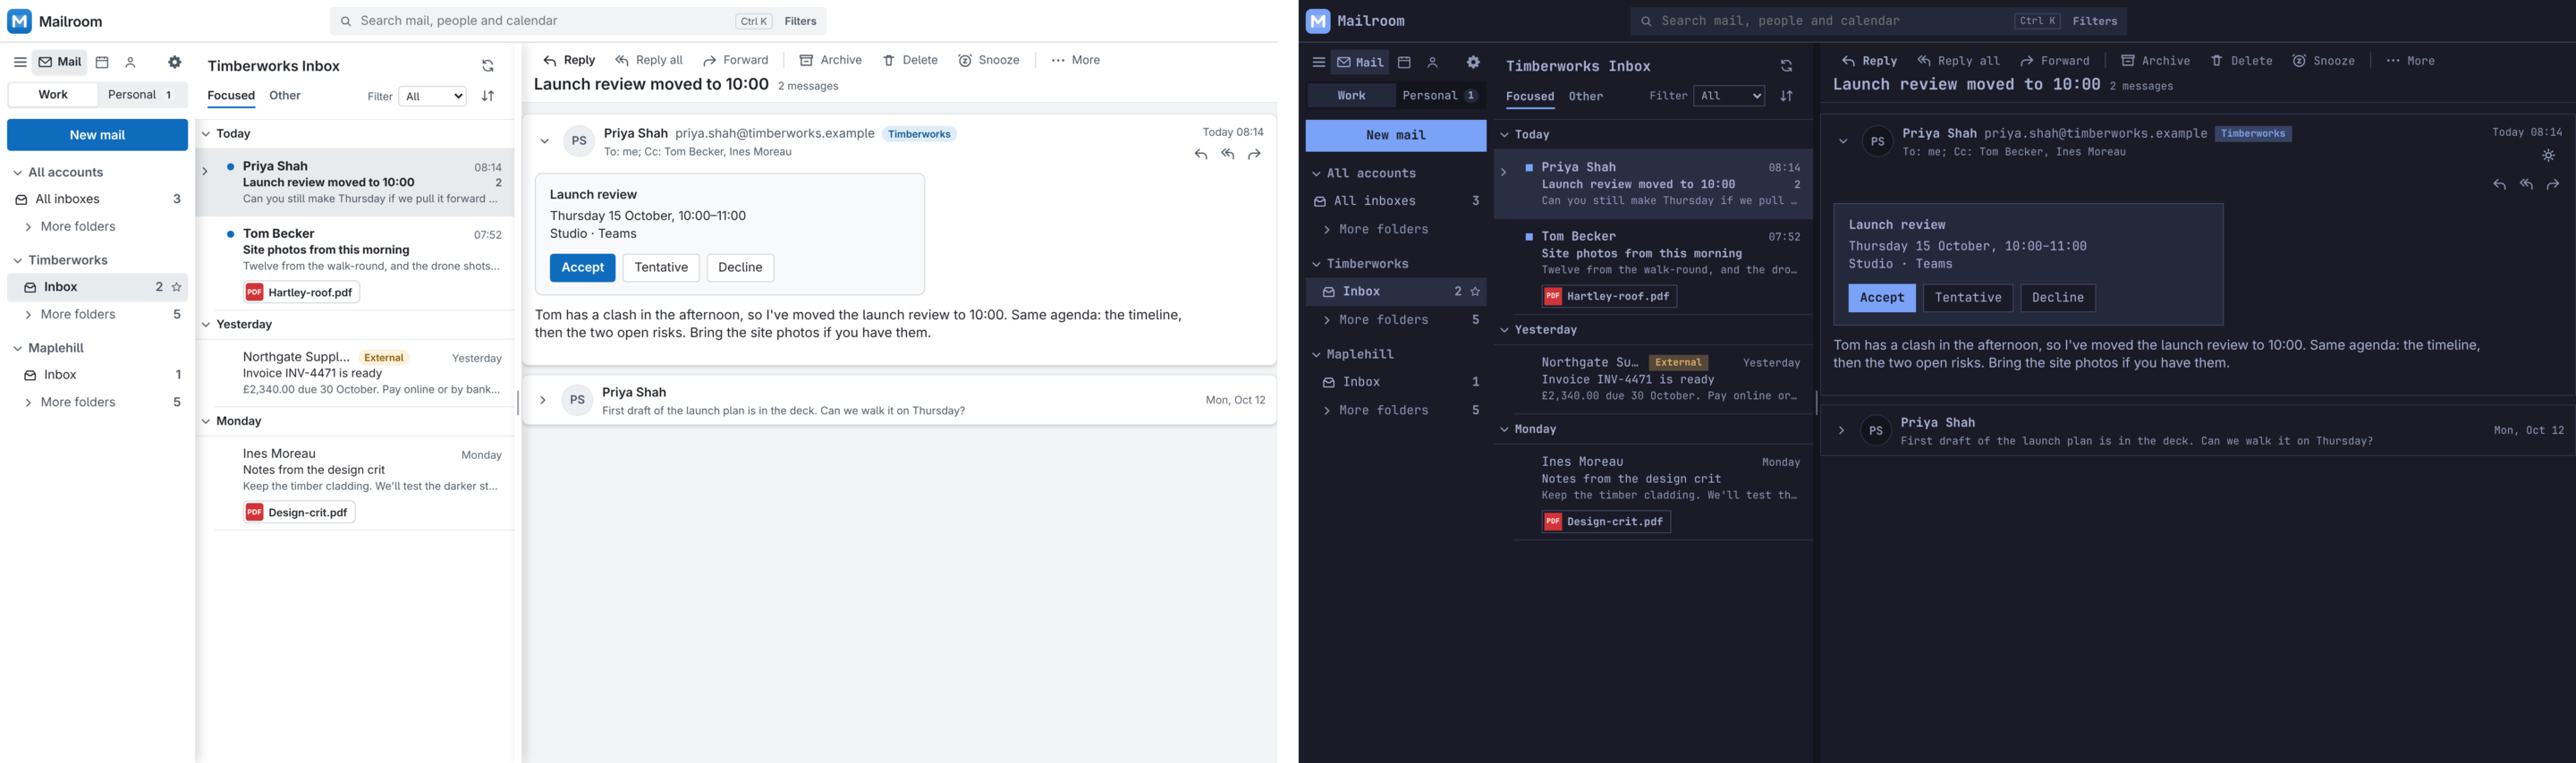 Mailroom
Search mail, people and calendar
Ctrl K
Filters
Mail
Work
Personal 1
New mail
All accounts
All inboxes 3
More folders
Timberworks
Inbox 2
More folders 5
Maplehill
Inbox 1
More folders 5
Timberworks Inbox
Focused Other Filter All
Today
Priya Shah 08:14
Launch review moved to 10:00 2
Can you still make Thursday if we pull it forward ...
Tom Becker 07:52
Site photos from this morning
Twelve from the walk-round, and the drone shots...
PDF Hartley-roof.pdf
Yesterday
Northgate Suppl... External Yesterday
Invoice INV-4471 is ready
£2,340.00 due 30 October. Pay online or by bank...
Monday
Ines Moreau Monday
Notes from the design crit
Keep the timber cladding. We'll test the darker st...
PDF Design-crit.pdf
Reply Reply all Forward Archive Delete Snooze More
Launch review moved to 10:00 2 messages
PS Priya Shah priya.shah@timberworks.example Timberworks Today 08:14
To: me; Cc: Tom Becker, Ines Moreau
Launch review
Thursday 15 October, 10:00–11:00
Studio · Teams
Accept Tentative Decline
Tom has a clash in the afternoon, so I've moved the launch review to 10:00. Same agenda: the timeline,
then the two open risks. Bring the site photos if you have them.
PS Priya Shah Mon, Oct 12
First draft of the launch plan is in the deck. Can we walk it on Thursday?
Mailroom
Search mail, people and calendar
Ctrl K
Filters
Mail
Work
Personal 1
New mail
All accounts
All inboxes 3
More folders
Timberworks
Inbox 2
More folders 5
Maplehill
Inbox 1
More folders 5
Timberworks Inbox
Focused Other Filter All
Today
Priya Shah 08:14
Launch review moved to 10:00 2
Can you still make Thursday if we pull …
Tom Becker 07:52
Site photos from this morning
Twelve from the walk-round, and the dro…
PDF Hartley-roof.pdf
Yesterday
Northgate Su… External Yesterday
Invoice INV-4471 is ready
£2,340.00 due 30 October. Pay online or…
Monday
Ines Moreau Monday
Notes from the design crit
Keep the timber cladding. We'll test th…
PDF Design-crit.pdf
Reply Reply all Forward Archive Delete Snooze More
Launch review moved to 10:00 2 messages
PS Priya Shah priya.shah@timberworks.example Timberworks Today 08:14
To: me; Cc: Tom Becker, Ines Moreau
Launch review
Thursday 15 October, 10:00–11:00
Studio · Teams
Accept Tentative Decline
Tom has a clash in the afternoon, so I've moved the launch review to 10:00. Same agenda: the timeline,
then the two open risks. Bring the site photos if you have them.
PS Priya Shah Mon, Oct 12
First draft of the launch plan is in the deck. Can we walk it on Thursday?